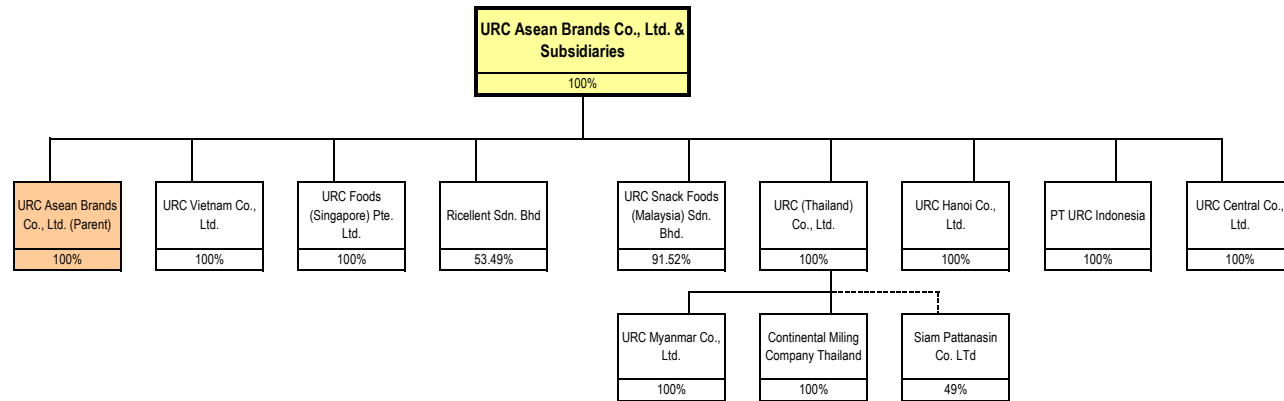 URC Asean Brands Co., Ltd. &
Subsidiaries
100%
URC Asean Brands
Co., Ltd. (Parent)
100%
URC Vietnam Co.,
Ltd.
100%
URC Foods
(Singapore) Pte.
Ltd.
100%
Ricellent Sdn. Bhd
53.49%
URC Snack Foods
(Malaysia) Sdn.
Bhd.
91.52%
URC (Thailand)
Co., Ltd.
100%
URC Hanoi Co.,
Ltd.
100%
PT URC Indonesia
100%
URC Central Co.,
Ltd.
100%
URC Myanmar Co.,
Ltd.
100%
Continental Miling
Company Thailand
100%
Siam Pattanasin
Co. LTd
49%